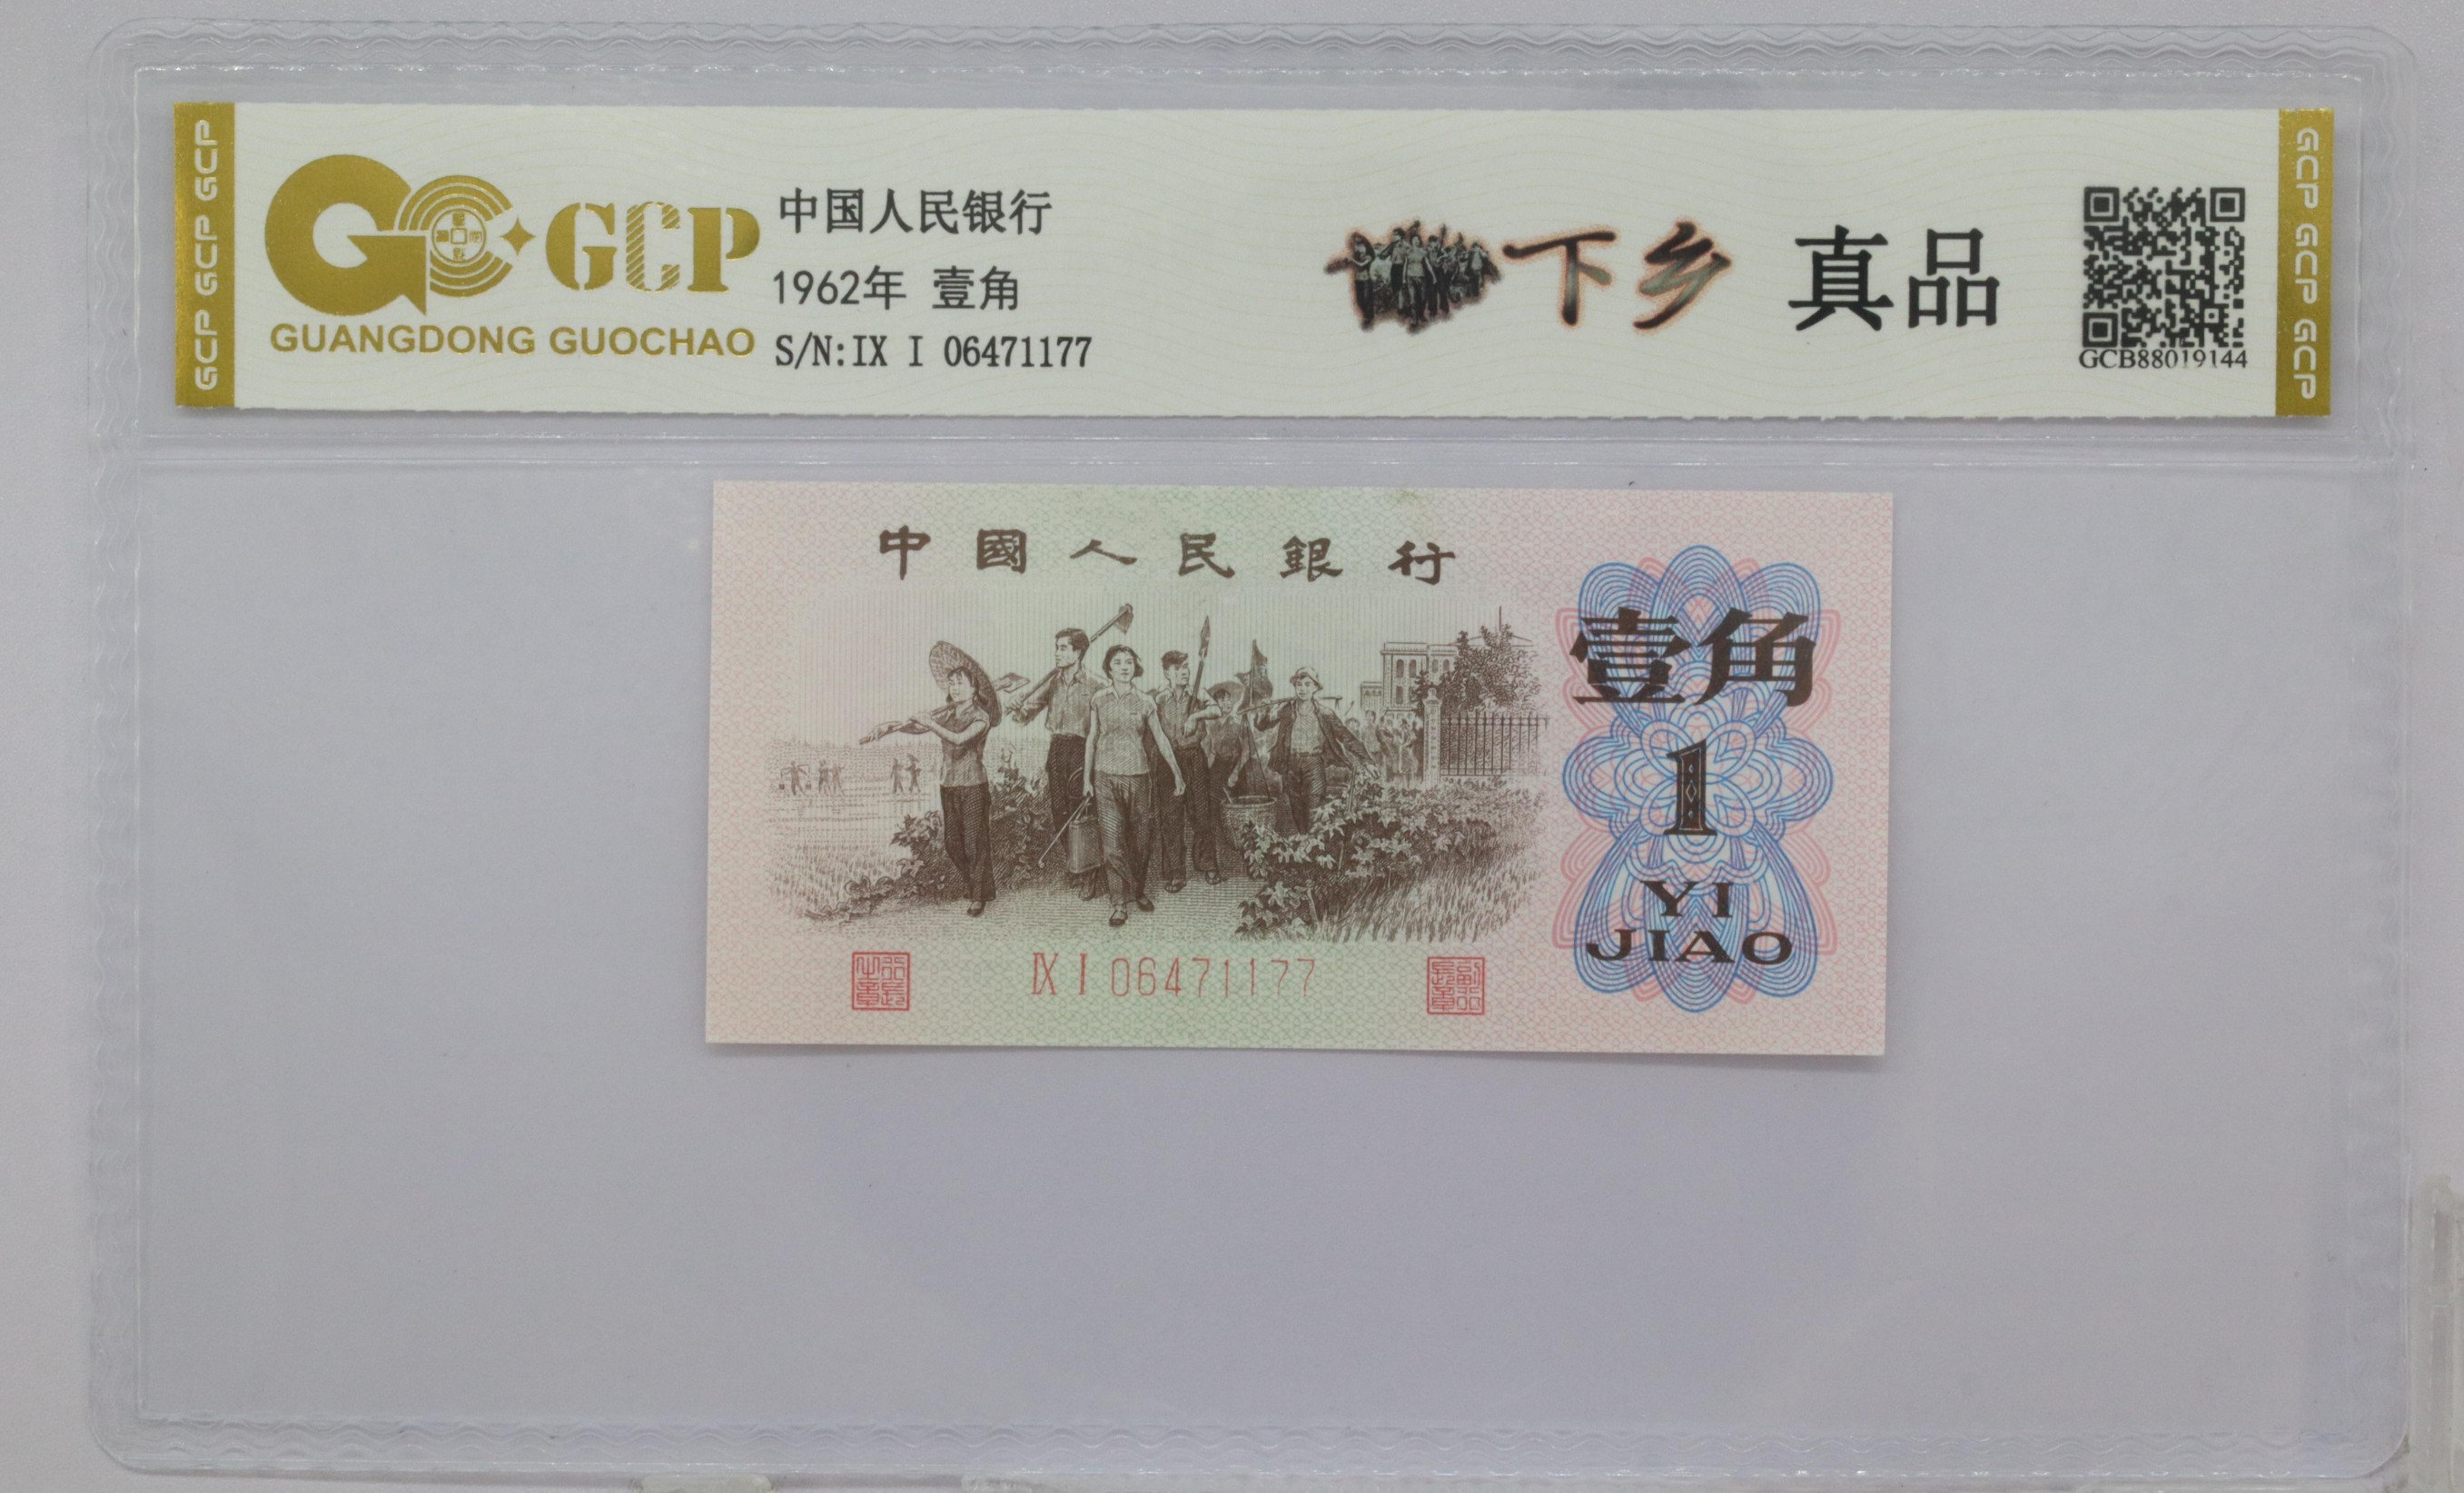 GCP GCP GCP
GCP
GUANGDONG GUOCHAO
中国人民银行
1962年 壹角
S/N:IX I 06471177
下乡 真品
GCB88019144
GCP GCP GCP
中國人民銀行
壹角
1
YI
JIAO
IX I 06471177